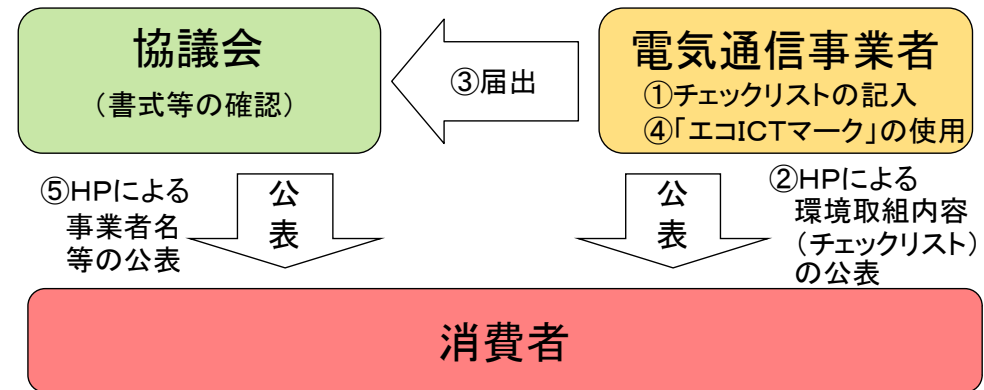 協議会
（書式等の確認）
③届出
電気通信事業者
①チェックリストの記入
④「エコICTマーク」の使用
⑤HPによる
事業者名
等の公表
公
表
公
表
②HPによる
環境取組内容
（チェックリスト）
の公表
消費者